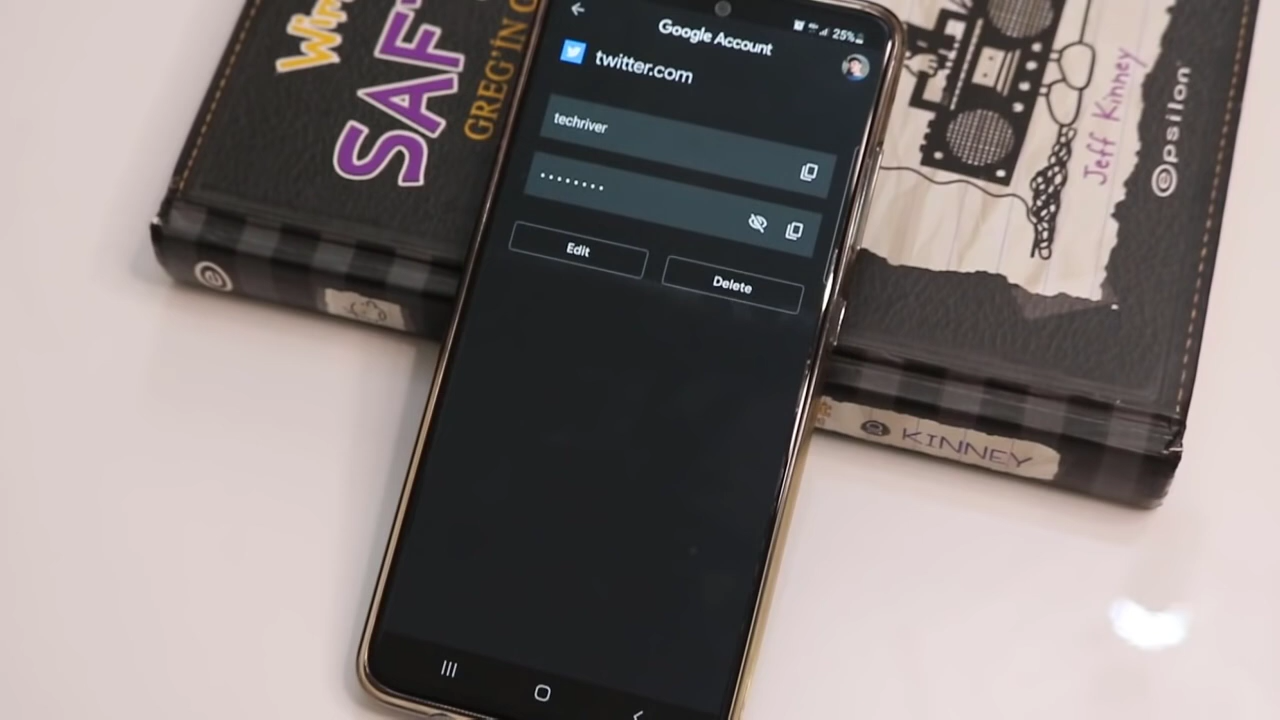 Google Account
25%
twitter.com
techriver
••••••••
Edit
Delete
SAF
GREG'IN
Jeff Kinney
epsilon
KINNEY